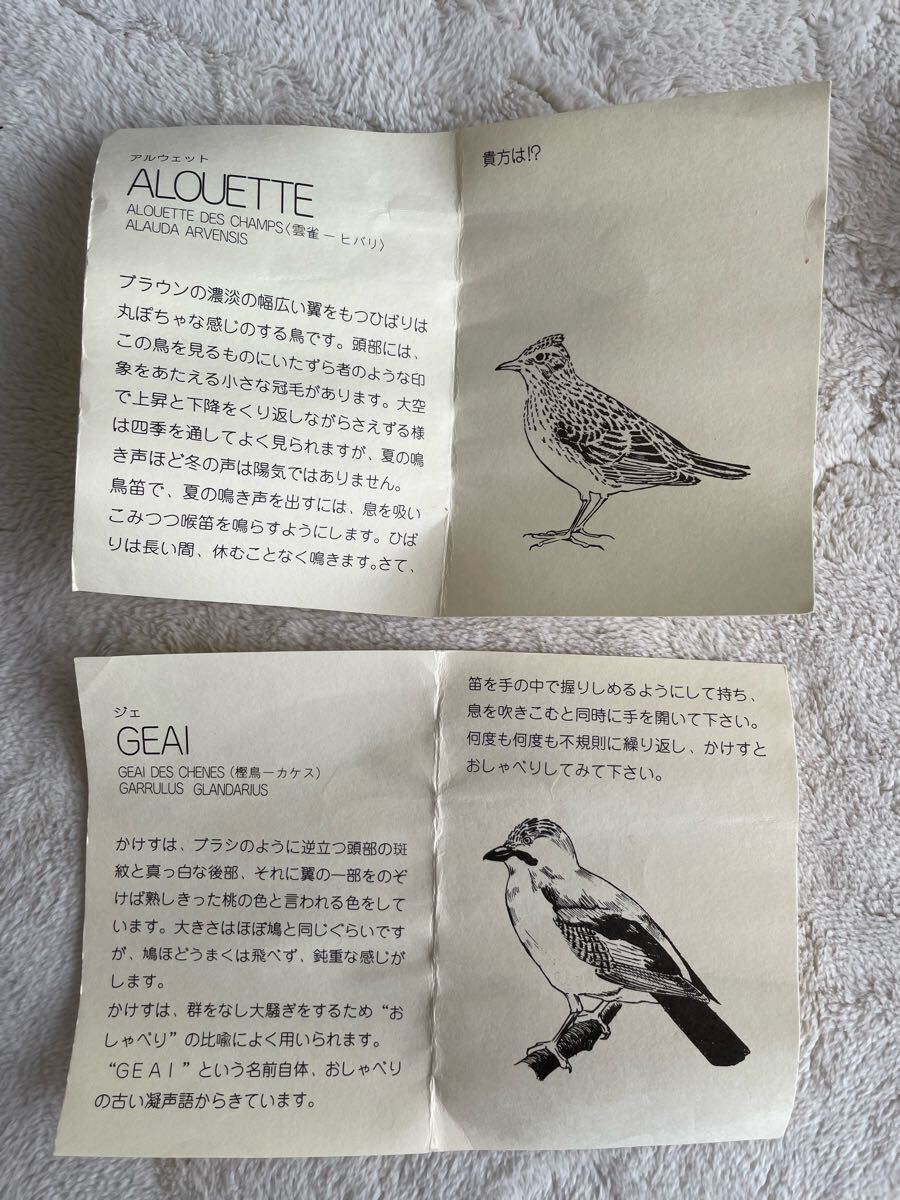 アルウェット
ALOUETTE
ALOUETTE DES CHAMPS〈雲雀ーヒバリ〉
ALAUDA ARVENSIS
ブラウンの濃淡の幅広い翼をもつひばりは
丸ぽちゃな感じのする鳥です。頭部には、
この鳥を見るものにいたずら者のような印
象をあたえる小さな冠毛があります。大空
で上昇と下降をくり返しながらさえずる様
は四季を通してよく見られますが、夏の鳴
き声ほど冬の声は陽気ではありません。
鳥笛で、夏の鳴き声を出すには、息を吸い
こみつつ喉笛を鳴らすようにします。ひば
りは長い間、休むことなく鳴きます。さて、
貴方は!?
ジェ
GEAI
GEAI DES CHENES (樫鳥ーカケス)
GARRULUS GLANDARIUS
かけすは、ブラシのように逆立つ頭部の斑
紋と真っ白な後部、それに翼の一部をのぞ
けば熟しきった桃の色と言われる色をして
います。大きさはほぼ鳩と同じぐらいです
が、鳩ほどうまくは飛べず、鈍重な感じが
します。
かけすは、群をなし大騒ぎをするため“お
しゃべり”の比喩によく用いられます。
“GEAI”という名前自体、おしゃべり
の古い凝声語からきています。
笛を手の中で握りしめるようにして持ち、
息を吹きこむと同時に手を開いて下さい。
何度も何度も不規則に繰り返し、かけすと
おしゃべりしてみて下さい。